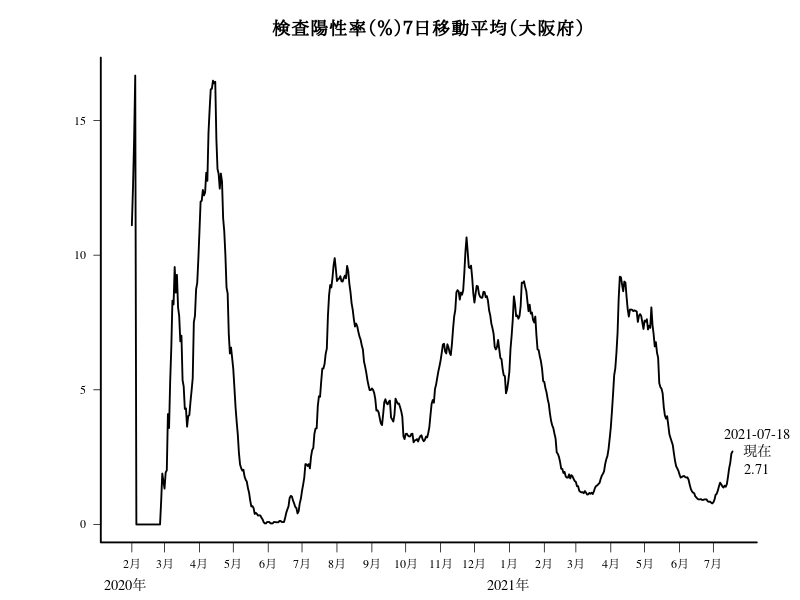 検査陽性率(%)7日移動平均(大阪府)
15
10
5
0
2021-07-18
現在
2.71
2月 3月 4月 5月 6月 7月 8月 9月 10月 11月 12月 1月 2月 3月 4月 5月 6月 7月
2020年 2021年